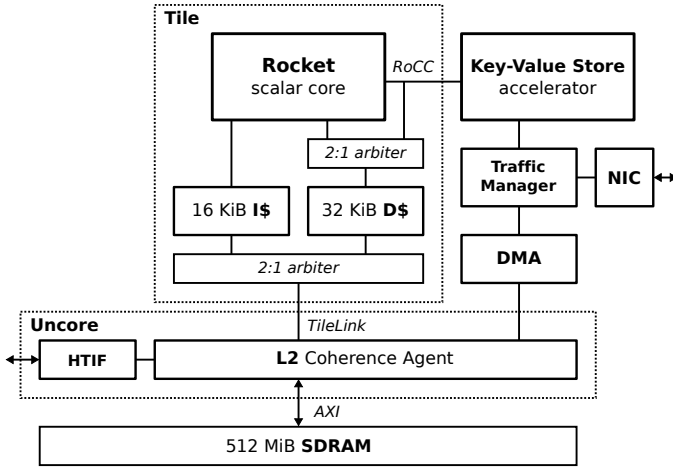 Tile
Rocket
scalar core
RoCC
Key-Value Store
accelerator
2:1 arbiter
Traffic
Manager
NIC
16 KiB I$
32 KiB D$
2:1 arbiter
DMA
Uncore
TileLink
HTIF
L2 Coherence Agent
AXI
512 MiB SDRAM